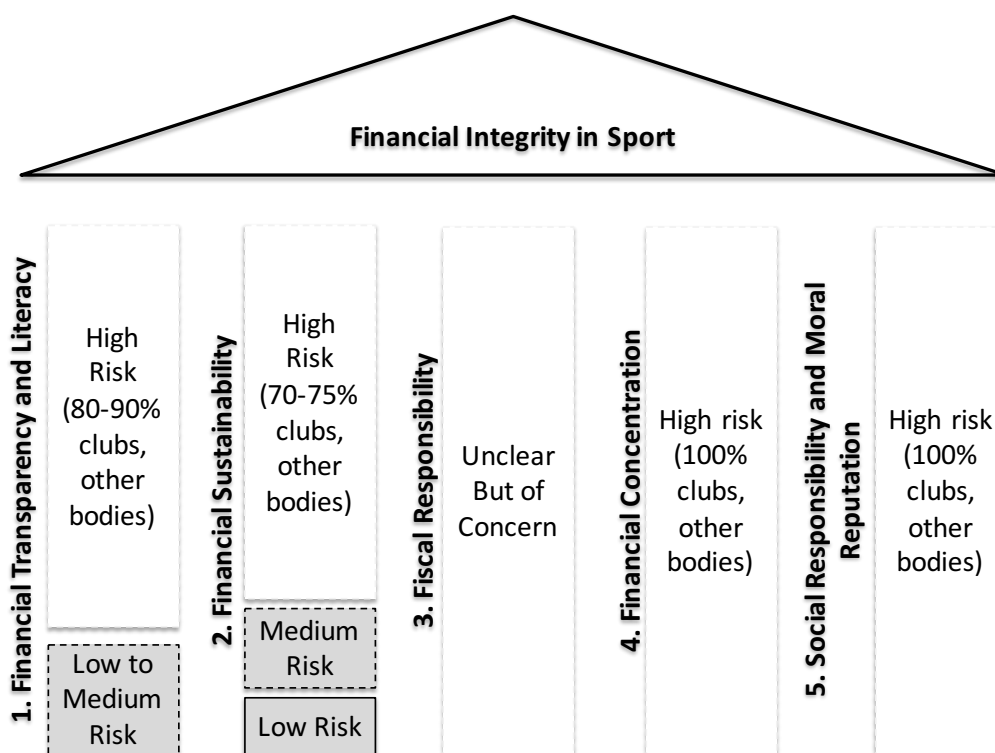 Financial Integrity in Sport
1. Financial Transparency and Literacy
High
Risk
(80-90%
clubs,
other
bodies)
Low to
Medium
Risk
2. Financial Sustainability
High
Risk
(70-75%
clubs,
other
bodies)
Medium
Risk
Low Risk
3. Fiscal Responsibility
Unclear
But of
Concern
4. Financial Concentration
High risk
(100%
clubs,
other
bodies)
5. Social Responsibility and Moral
Reputation
High risk
(100%
clubs,
other
bodies)